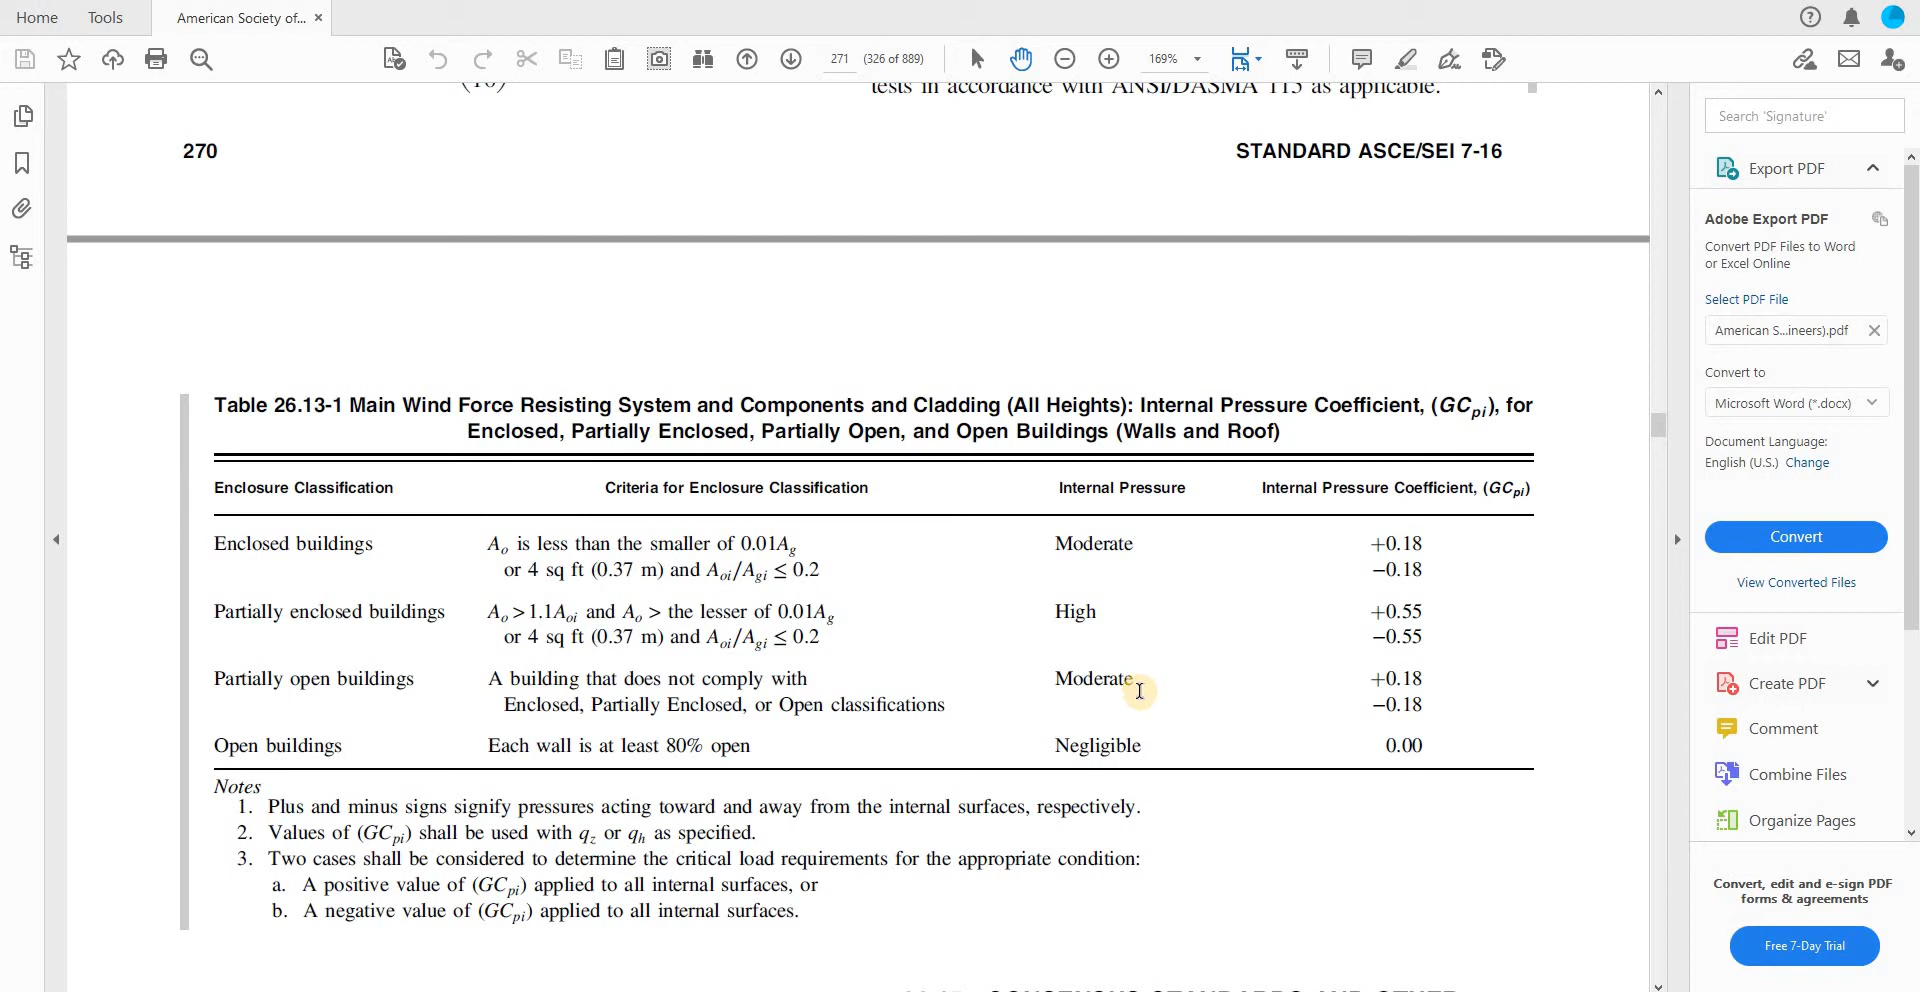 Home Tools American Society of... ×
271 (326 of 889) 169%
(10) tests in accordance with ANSI/DASMA 115 as applicable.
270 STANDARD ASCE/SEI 7-16
Table 26.13-1 Main Wind Force Resisting System and Components and Cladding (All Heights): Internal Pressure Coefficient, (GCpi), for
Enclosed, Partially Enclosed, Partially Open, and Open Buildings (Walls and Roof)
Enclosure Classification Criteria for Enclosure Classification Internal Pressure Internal Pressure Coefficient, (GCpi)
Enclosed buildings Ao is less than the smaller of 0.01Ag Moderate +0.18
or 4 sq ft (0.37 m) and Aoi/Agi ≤ 0.2 −0.18
Partially enclosed buildings Ao > 1.1Aoi and Ao > the lesser of 0.01Ag High +0.55
or 4 sq ft (0.37 m) and Aoi/Agi ≤ 0.2 −0.55
Partially open buildings A building that does not comply with Moderate +0.18
Enclosed, Partially Enclosed, or Open classifications −0.18
Open buildings Each wall is at least 80% open Negligible 0.00
Notes
1. Plus and minus signs signify pressures acting toward and away from the internal surfaces, respectively.
2. Values of (GCpi) shall be used with qz or qh as specified.
3. Two cases shall be considered to determine the critical load requirements for the appropriate condition:
a. A positive value of (GCpi) applied to all internal surfaces, or
b. A negative value of (GCpi) applied to all internal surfaces.
Search 'Signature'
Export PDF
Adobe Export PDF
Convert PDF Files to Word
or Excel Online
Select PDF File
American S...ineers).pdf
Convert to
Microsoft Word (*.docx)
Document Language:
English (U.S.) Change
Convert
View Converted Files
Edit PDF
Create PDF
Comment
Combine Files
Organize Pages
Convert, edit and e-sign PDF
forms & agreements
Free 7-Day Trial